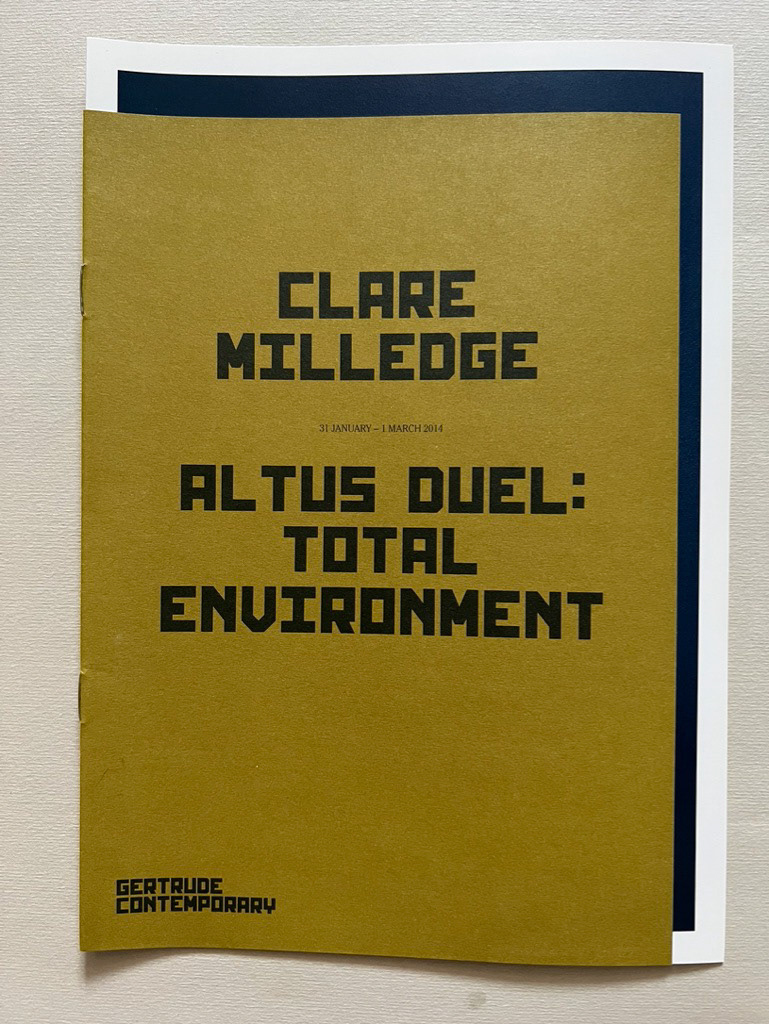 CLARE
MILLEDGE
31 JANUARY – 1 MARCH 2014
ALTUS DUEL:
TOTAL
ENVIRONMENT
GERTRUDE
CONTEMPORARY